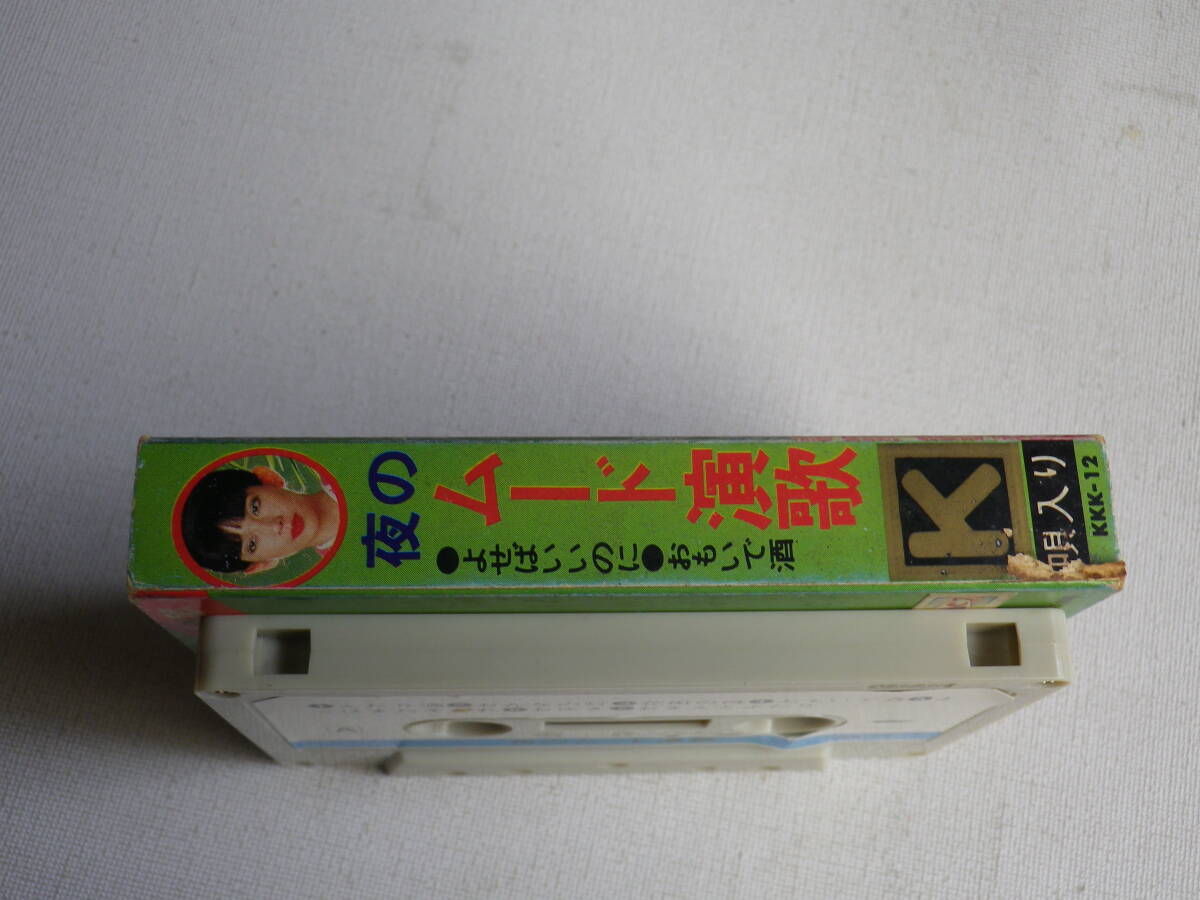 夜の
ムード演歌
●よせばいいのに●おもいで酒
K
唄入り
KKK-12